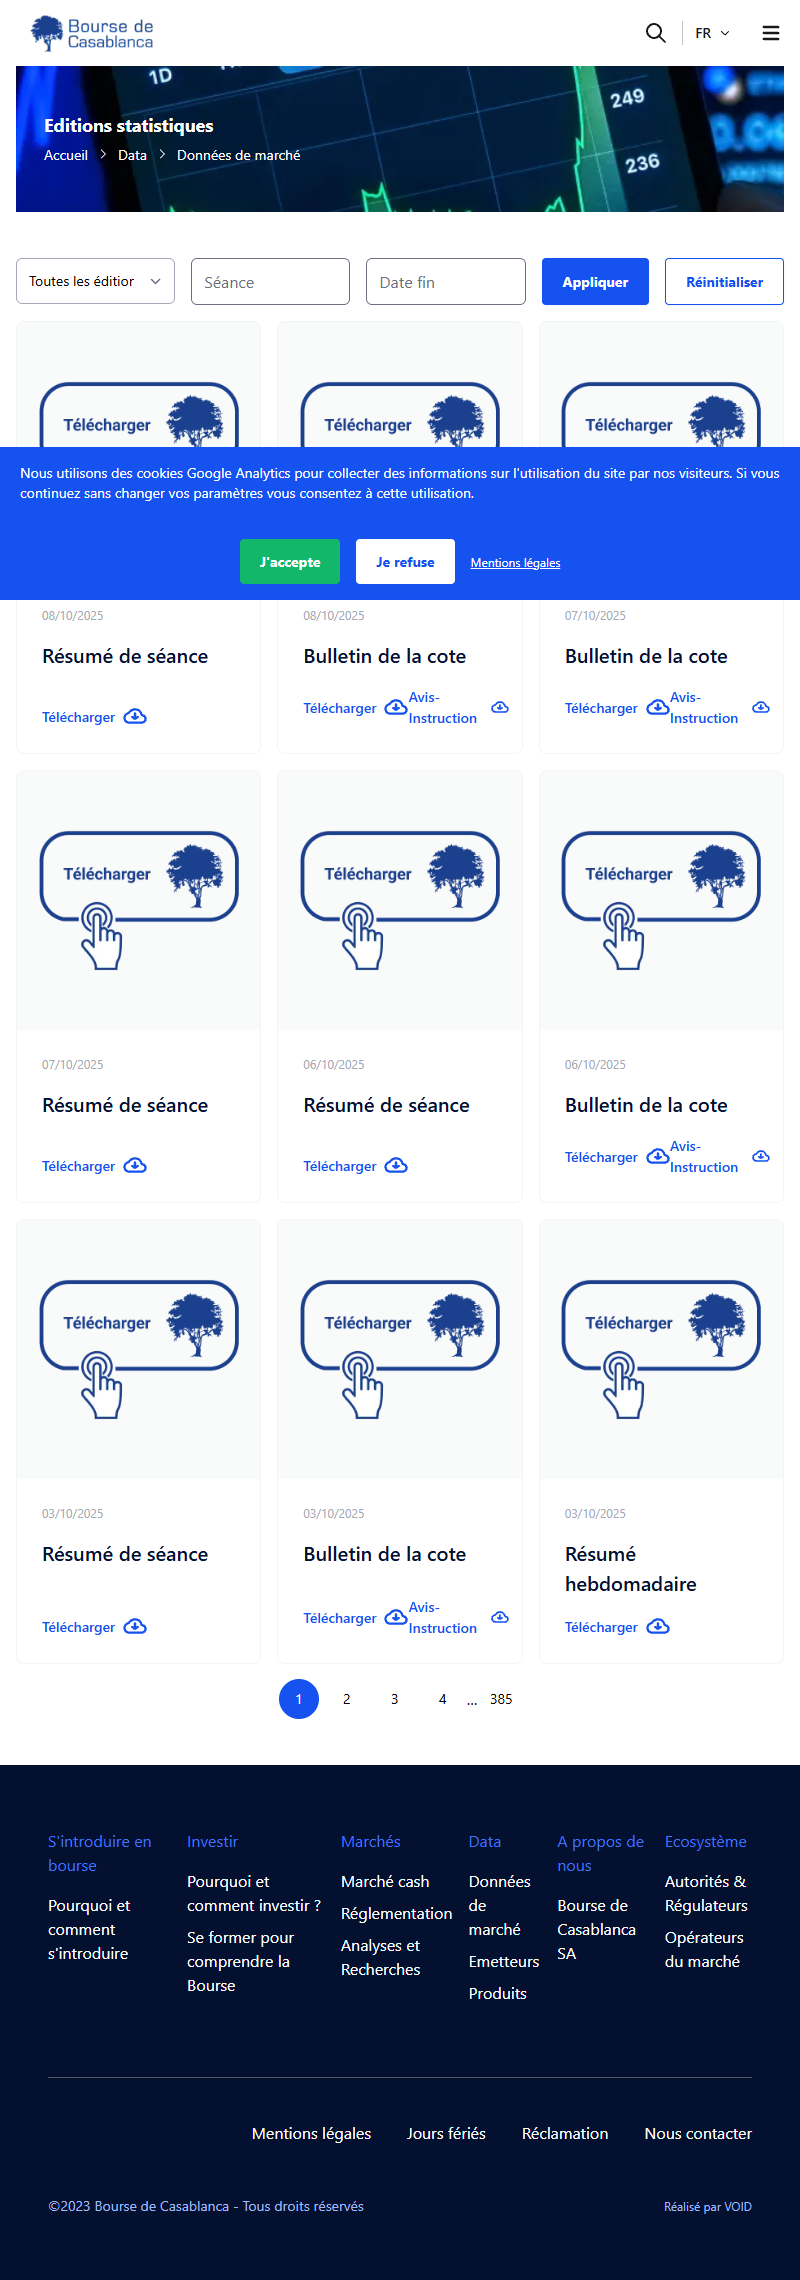 Bourse de
Casablanca
FR
1D
249
236
Editions statistiques
Accueil
Data
Données de marché
Toutes les édition
Séance
Date fin
Appliquer
Réinitialiser
Télécharger
Télécharger
Télécharger
Nous utilisons des cookies Google Analytics pour collecter des informations sur l'utilisation du site par nos visiteurs. Si vous
continuez sans changer vos paramètres vous consentez à cette utilisation.
J'accepte
Je refuse
Mentions légales
08/10/2025
Résumé de séance
Télécharger
08/10/2025
Bulletin de la cote
Télécharger
Avis-
Instruction
07/10/2025
Bulletin de la cote
Télécharger
Avis-
Instruction
Télécharger
07/10/2025
Résumé de séance
Télécharger
Télécharger
06/10/2025
Résumé de séance
Télécharger
Télécharger
06/10/2025
Bulletin de la cote
Télécharger
Avis-
Instruction
Télécharger
03/10/2025
Résumé de séance
Télécharger
Télécharger
03/10/2025
Bulletin de la cote
Télécharger
Avis-
Instruction
Télécharger
03/10/2025
Résumé
hebdomadaire
Télécharger
1 2 3 4 ... 385
S'introduire en
bourse
Pourquoi et
comment
s'introduire
Investir
Pourquoi et
comment investir ?
Se former pour
comprendre la
Bourse
Marchés
Marché cash
Réglementation
Analyses et
Recherches
Data
Données
de
marché
Emetteurs
Produits
A propos de
nous
Bourse de
Casablanca
SA
Ecosystème
Autorités &
Régulateurs
Opérateurs
du marché
Mentions légales
Jours fériés
Réclamation
Nous contacter
©2023 Bourse de Casablanca - Tous droits réservés
Réalisé par VOID